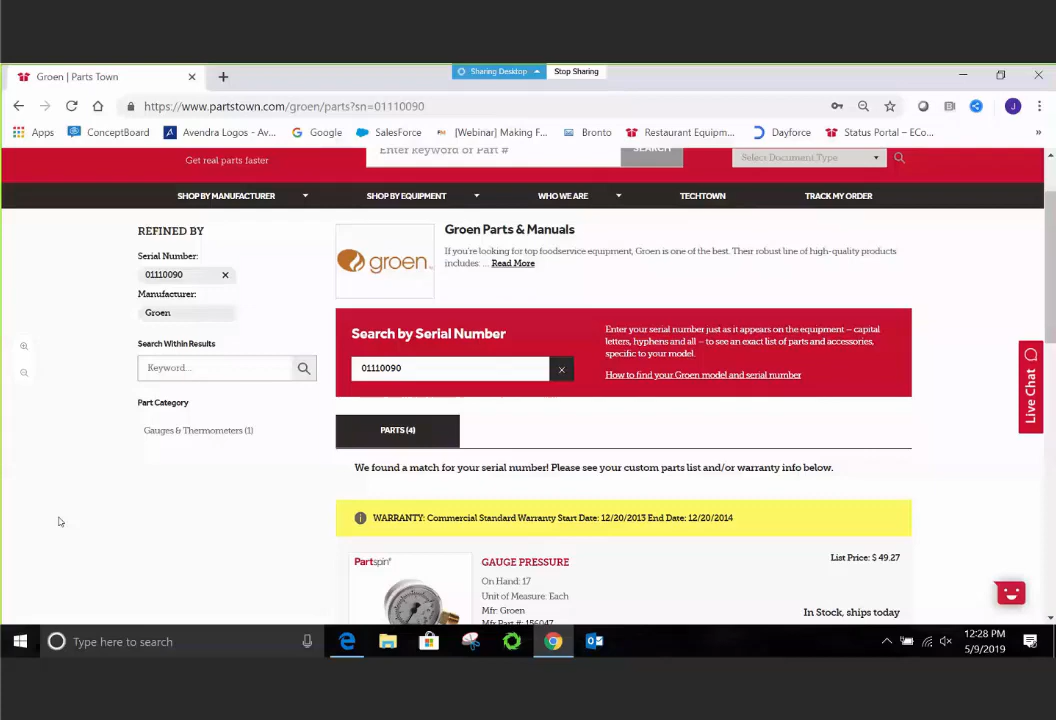 Groen | Parts Town
Sharing Desktop
Stop Sharing
https://www.partstown.com/groen/parts?sn=01110090
J
Apps
ConceptBoard
Avendra Logos - Av...
Google
SalesForce
[Webinar] Making F...
Bronto
Restaurant Equipm...
Dayforce
Status Portal – ECo...
»
Get real parts faster
Enter keyword or Part #
SEARCH
Select Document Type
SHOP BY MANUFACTURER
SHOP BY EQUIPMENT
WHO WE ARE
TECHTOWN
TRACK MY ORDER
REFINED BY
Serial Number:
01110090 x
Manufacturer:
Groen
Search Within Results
Keyword...
Part Category
Gauges & Thermometers (1)
groen
Groen Parts & Manuals
If you're looking for top foodservice equipment, Groen is one of the best. Their robust line of high-quality products
includes: ... Read More
Search by Serial Number
01110090 x
Enter your serial number just as it appears on the equipment – capital
letters, hyphens and all – to see an exact list of parts and accessories,
specific to your model.
How to find your Groen model and serial number
PARTS (4)
We found a match for your serial number! Please see your custom parts list and/or warranty info below.
WARRANTY: Commercial Standard Warranty Start Date: 12/20/2013 End Date: 12/20/2014
Partspin®
GAUGE PRESSURE
On Hand: 17
Unit of Measure: Each
Mfr: Groen
Mfr Part #: 156047
List Price: $ 49.27
In Stock, ships today
Live Chat
Type here to search
12:28 PM
5/9/2019